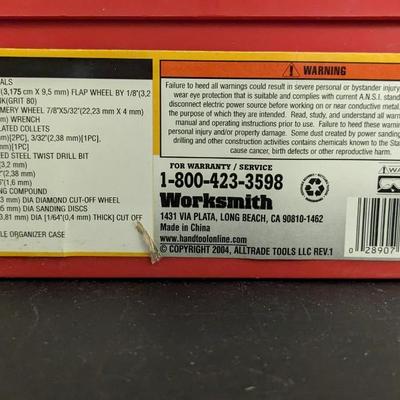 ALS
(3,175 cm X 9,5 mm) FLAP WHEEL BY 1/8"(3,2
K(GRIT 80)
MERY WHEEL 7/8"X5/32"(22,23 mm X 4 mm)
m) WRENCH
LATED COLLETS
mm)[2PC], 3/32"(2,38 mm)[1PC],
mm)[1PC]
ED STEEL TWIST DRILL BIT
(3,2 mm)
2,38 mm)
"(1,6 mm)
NG COMPOUND
3 mm) DIA DIAMOND CUT-OFF WHEEL
5 mm) DIA SANDING DISCS
3,81 mm) DIA [1/64"(0,4 mm) THICK] CUT OFF
LE ORGANIZER CASE
WARNING
Failure to heed all warnings could result in severe personal or bystander injury
wear eye protection that is suitable and complies with current A.N.S.I. standar
disconnect electric power source before working on or near conductive metal.
the purpose of which they are intended. Read, study, and understand all warn
manual and operating instructions prior to use. Failure to heed these warnin
personal injury and/or property damage. Some dust created by power sanding
drilling and other construction activities contains chemicals known to the Sta
cause cancer, birth defects or other reproductive harm.
FOR WARRANTY / SERVICE
1-800-423-3598
Worksmith
1431 VIA PLATA, LONG BEACH, CA 90810-1462
Made in China
www.handtoolonline.com
© COPYRIGHT 2004, ALLTRADE TOOLS LLC REV.1
WA
0 28907